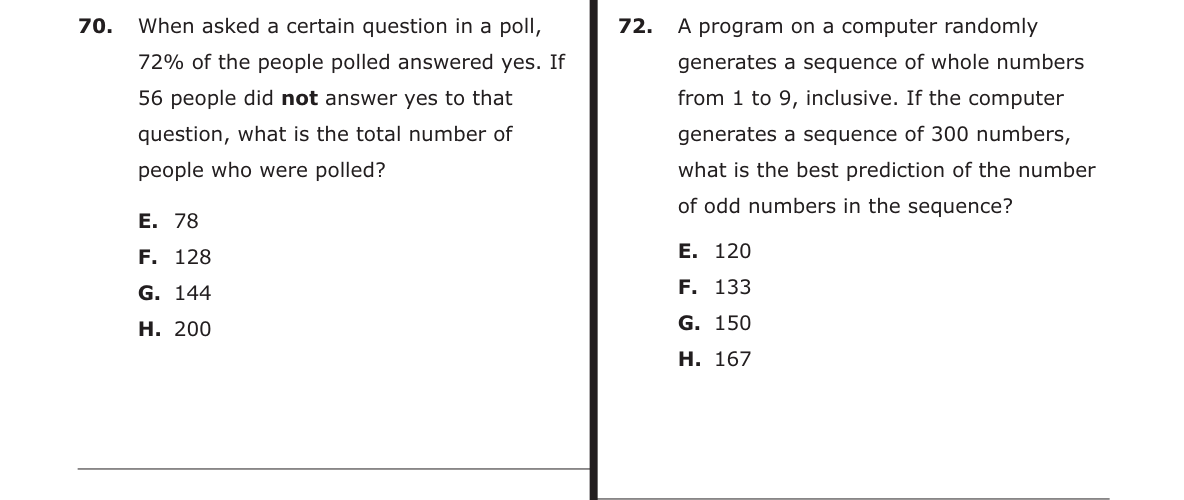 70. When asked a certain question in a poll,
72% of the people polled answered yes. If
56 people did not answer yes to that
question, what is the total number of
people who were polled?
E. 78
F. 128
G. 144
H. 200
72. A program on a computer randomly
generates a sequence of whole numbers
from 1 to 9, inclusive. If the computer
generates a sequence of 300 numbers,
what is the best prediction of the number
of odd numbers in the sequence?
E. 120
F. 133
G. 150
H. 167